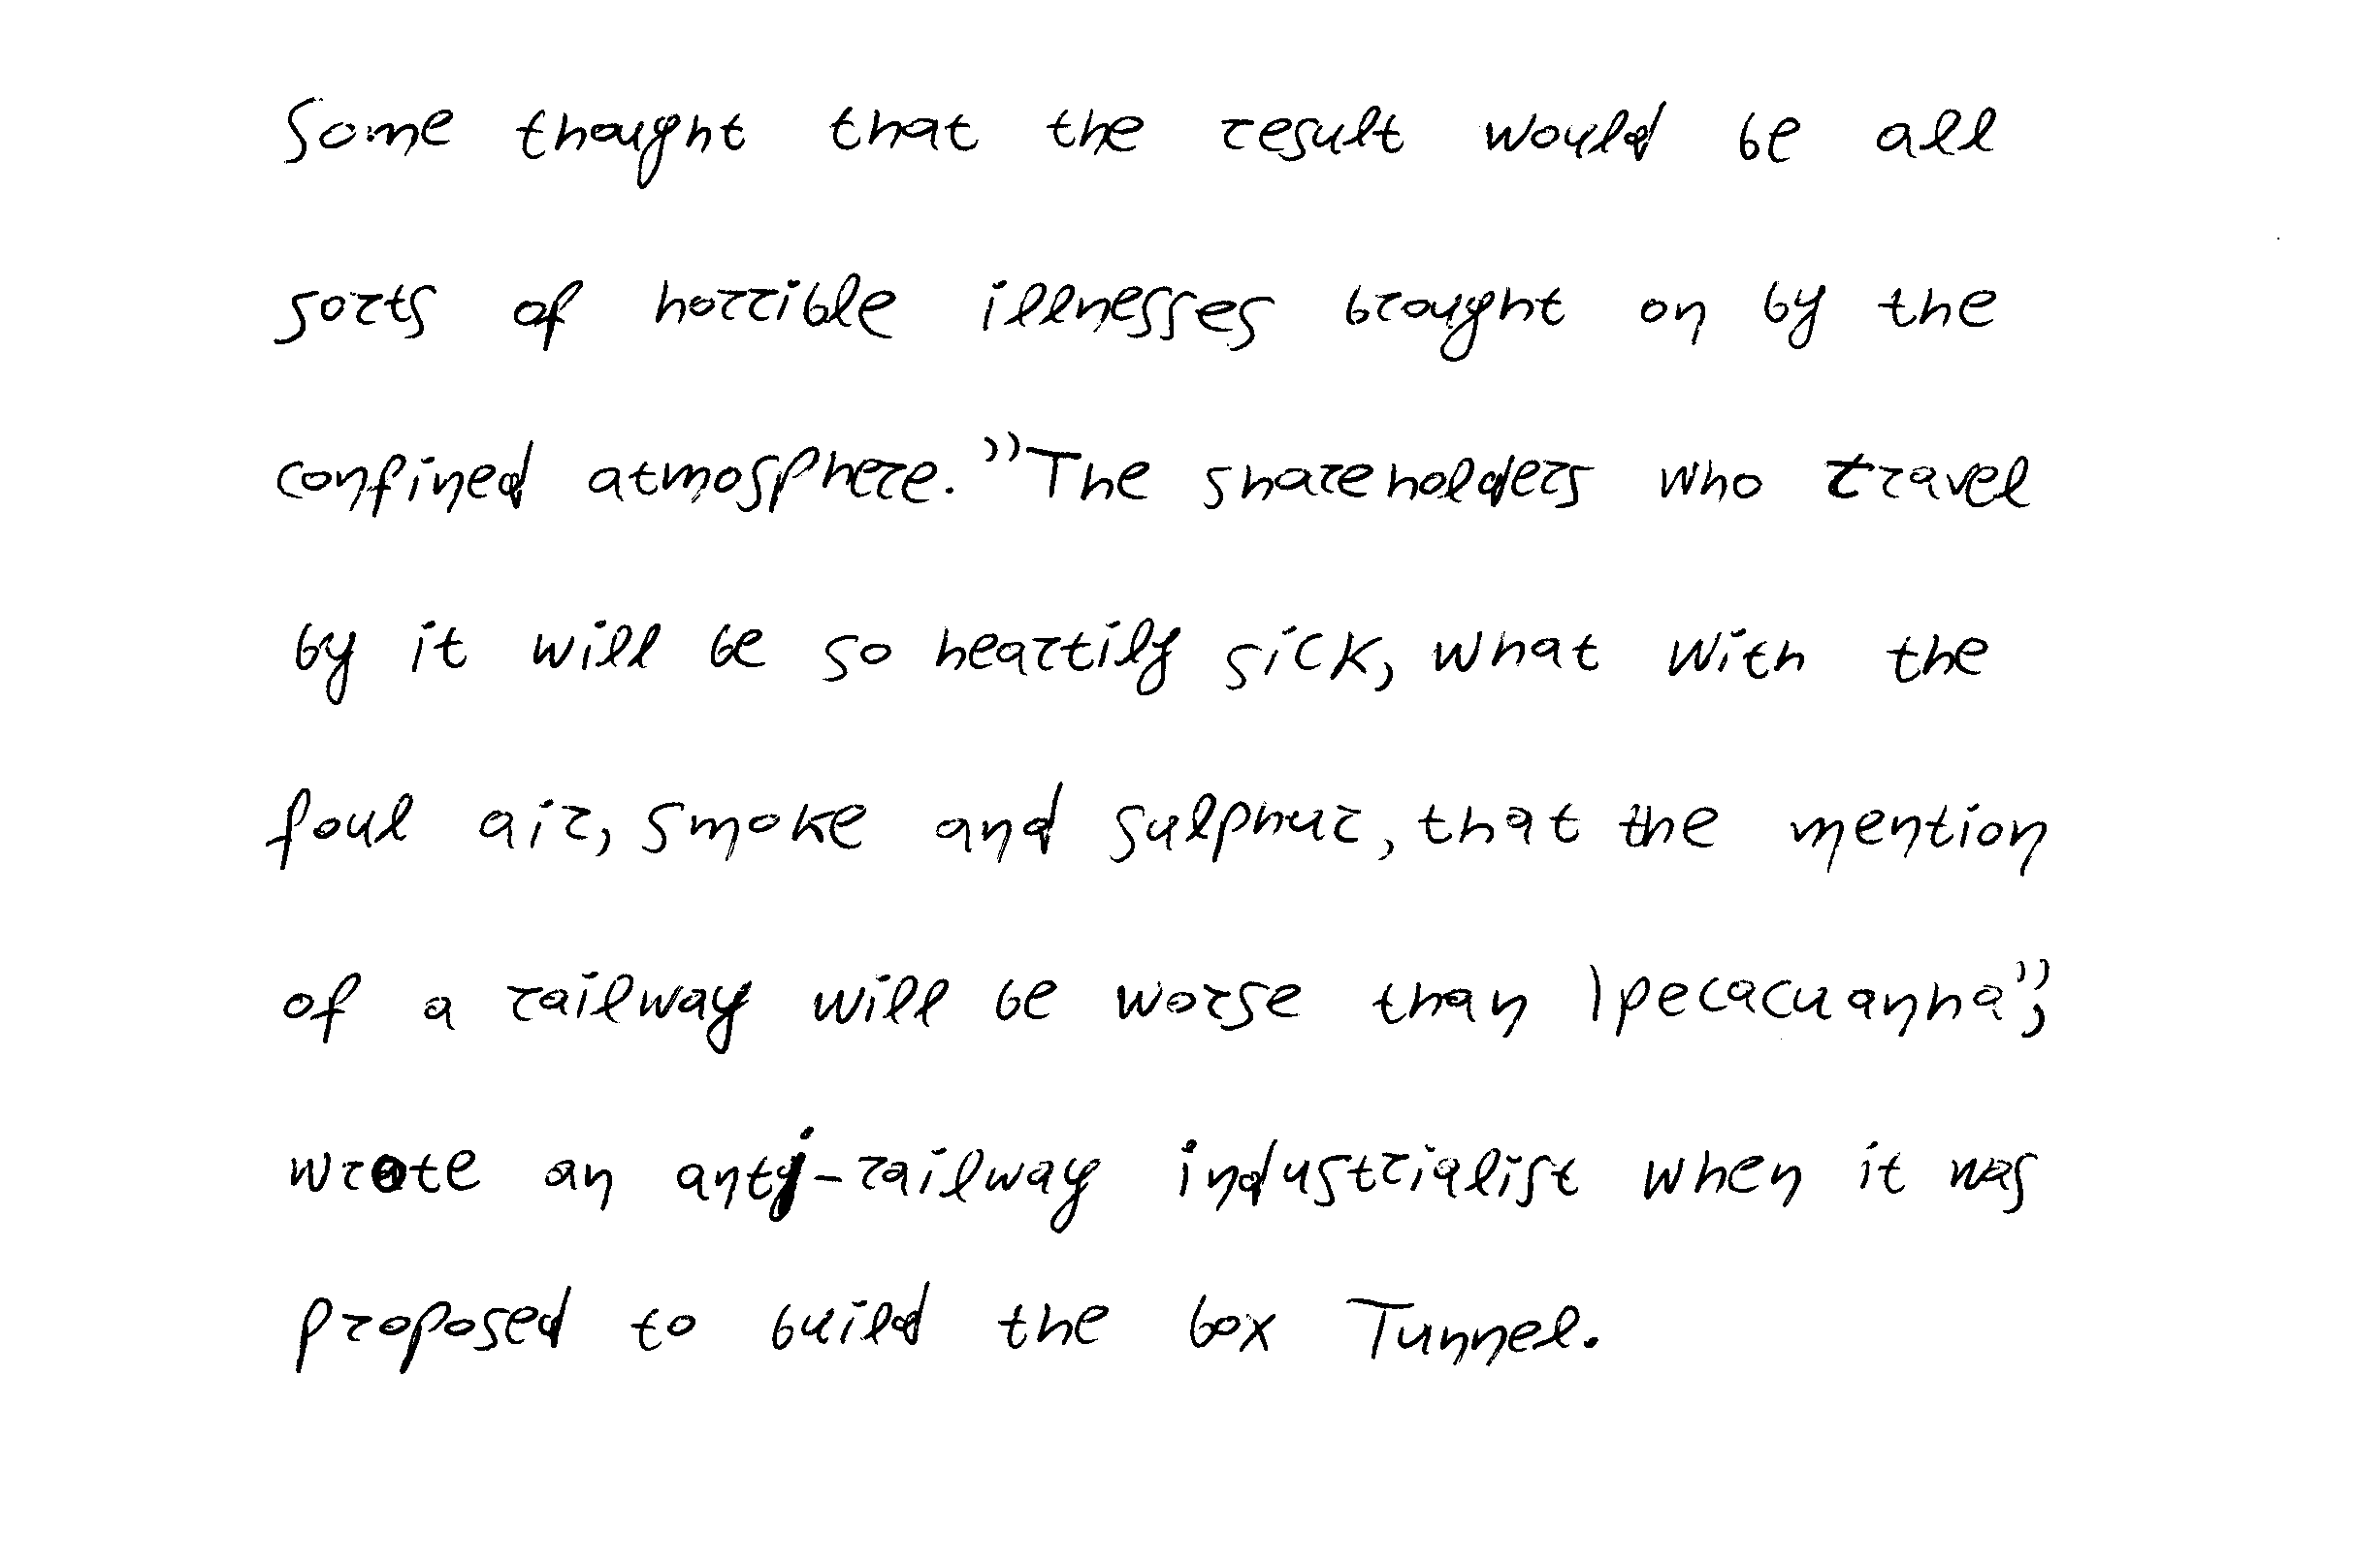 Some thought that the result would be all
sorts of horrible illnesses brought on by the
confined atmosphere. "The shareholders who travel
by it will be so heartily sick, what with the
foul air, smoke and sulphur, that the mention
of a railway will be worse than Ipecacuanha",
wrote an anti-railway industrialist when it was
proposed to build the box Tunnel.